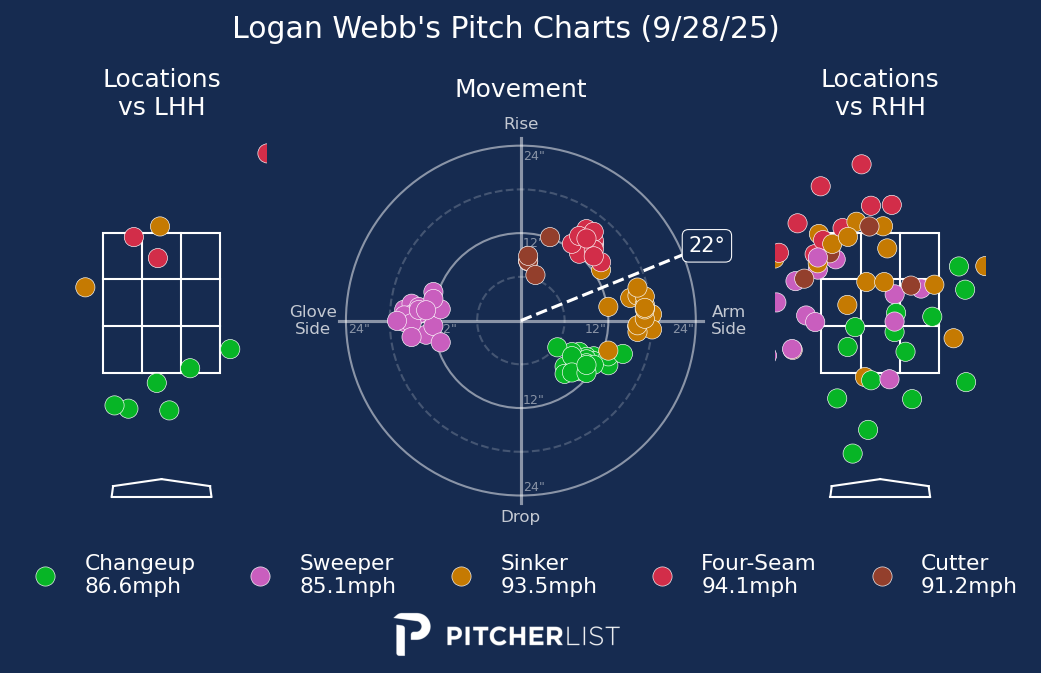 Logan Webb's Pitch Charts (9/28/25)
Locations
vs LHH
Movement
Locations
vs RHH
Rise
24"
12"
22°
Glove
Side
24"
12"
12"
24"
Arm
Side
12"
24"
Drop
Changeup
86.6mph
Sweeper
85.1mph
Sinker
93.5mph
Four-Seam
94.1mph
Cutter
91.2mph
PITCHERLIST